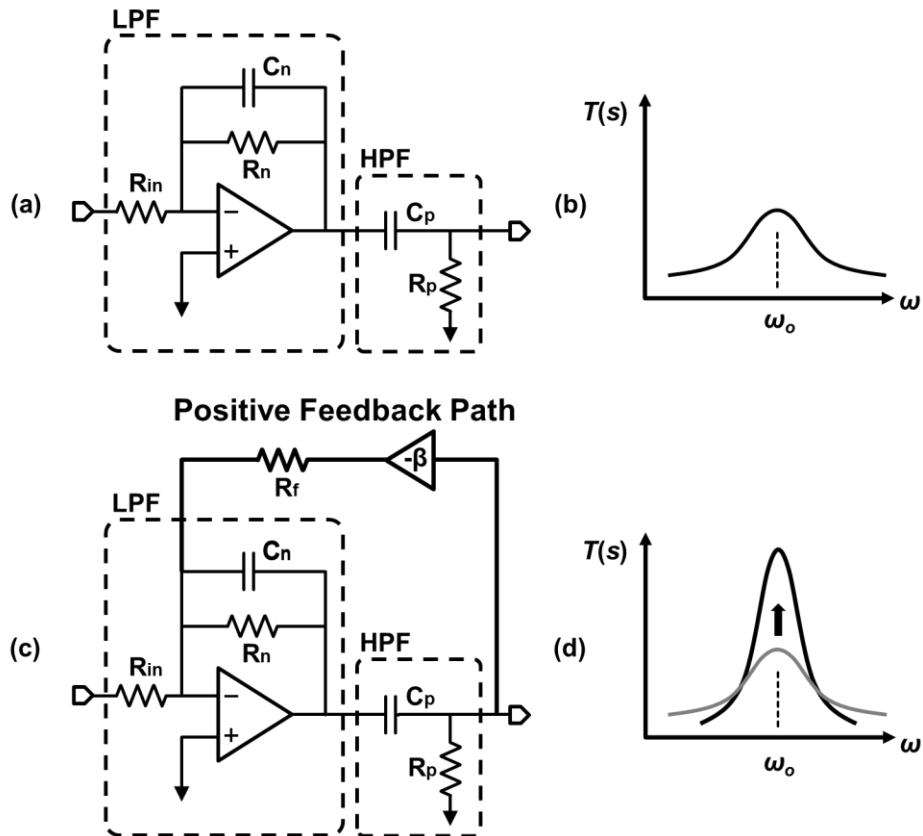 LPF
Cn
Rn
Rin
−
+
HPF
Cp
Rp
(a)
T(s)
(b)
ω
ωo
Positive Feedback Path
-β
Rf
LPF
Cn
Rn
Rin
−
+
HPF
Cp
Rp
(c)
T(s)
(d)
ω
ωo